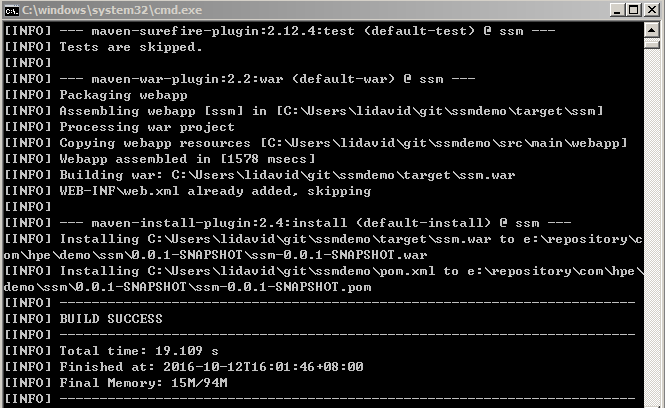 C:\windows\system32\cmd.exe
[INFO] --- maven-surefire-plugin:2.12.4:test (default-test) @ ssm ---
[INFO] Tests are skipped.
[INFO]
[INFO] --- maven-war-plugin:2.2:war (default-war) @ ssm ---
[INFO] Packaging webapp
[INFO] Assembling webapp [ssm] in [C:\Users\lidavid\git\ssmdemo\target\ssm]
[INFO] Processing war project
[INFO] Copying webapp resources [C:\Users\lidavid\git\ssmdemo\src\main\webapp]
[INFO] Webapp assembled in [1578 msecs]
[INFO] Building war: C:\Users\lidavid\git\ssmdemo\target\ssm.war
[INFO] WEB-INF\web.xml already added, skipping
[INFO]
[INFO] --- maven-install-plugin:2.4:install (default-install) @ ssm ---
[INFO] Installing C:\Users\lidavid\git\ssmdemo\target\ssm.war to e:\repository\c
om\hpe\demo\ssm\0.0.1-SNAPSHOT\ssm-0.0.1-SNAPSHOT.war
[INFO] Installing C:\Users\lidavid\git\ssmdemo\pom.xml to e:\repository\com\hpe\
demo\ssm\0.0.1-SNAPSHOT\ssm-0.0.1-SNAPSHOT.pom
[INFO] ------------------------------------------------------------------------
[INFO] BUILD SUCCESS
[INFO] ------------------------------------------------------------------------
[INFO] Total time: 19.109 s
[INFO] Finished at: 2016-10-12T16:01:46+08:00
[INFO] Final Memory: 15M/94M
[INFO] ------------------------------------------------------------------------